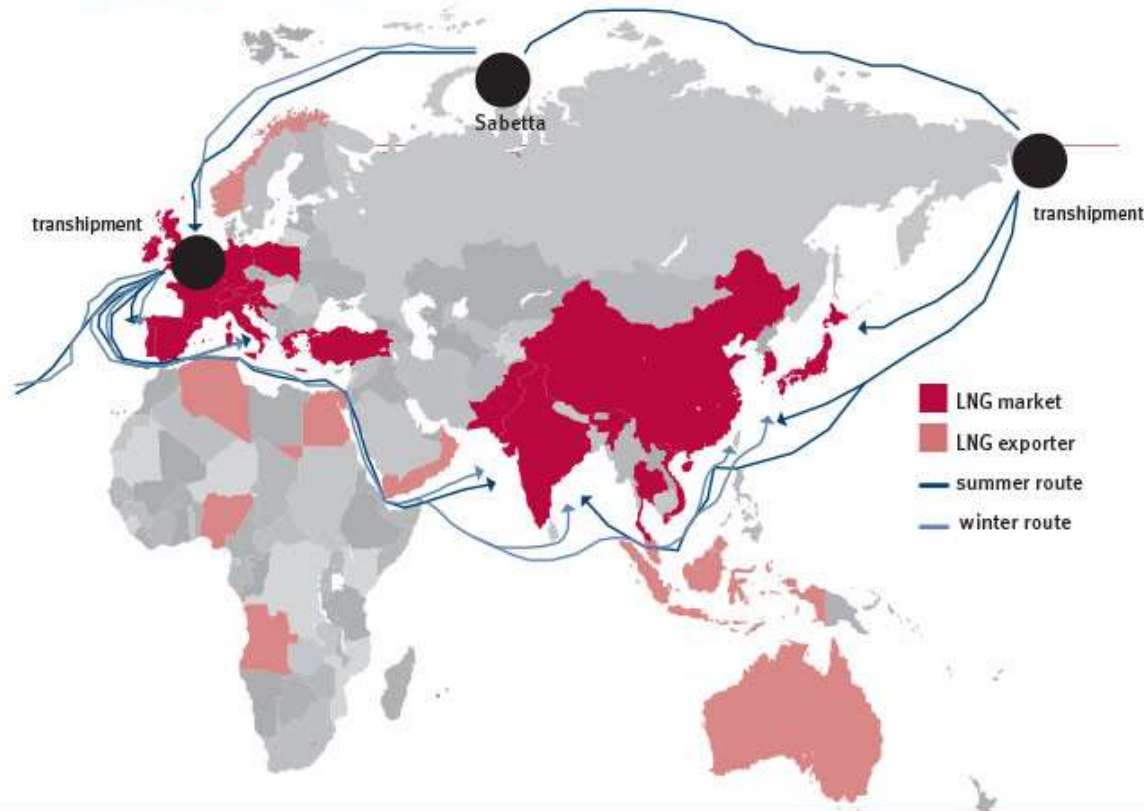 Sabetta
transhipment
transhipment
LNG market
LNG exporter
summer route
winter route